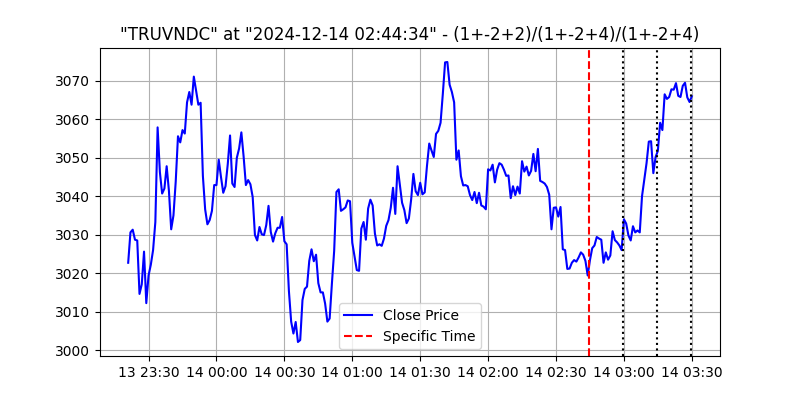 "TRUVNDC" at "2024-12-14 02:44:34" - (1+-2+2)/(1+-2+4)/(1+-2+4)
3070
3060
3050
3040
3030
3020
3010
3000
Close Price
Specific Time
13 23:30 14 00:00 14 00:30 14 01:00 14 01:30 14 02:00 14 02:30 14 03:00 14 03:30